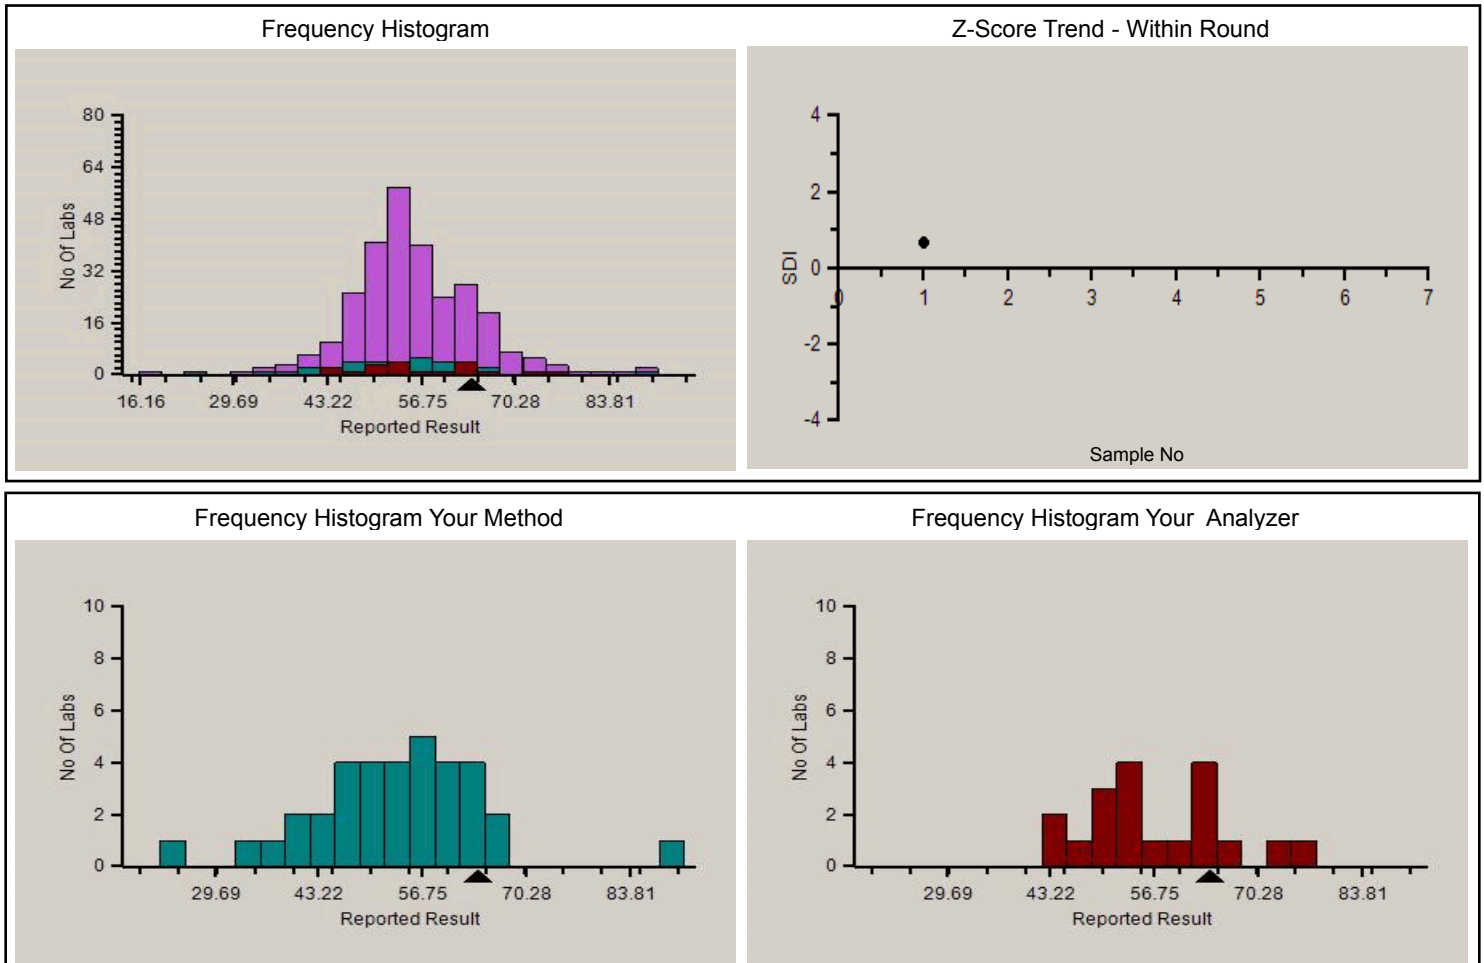 Frequency Histogram
80
64
48
32
16
0
No Of Labs
16.16 29.69 43.22 56.75 70.28 83.81
Reported Result
Z-Score Trend - Within Round
4
2
0
-2
-4
SDI
0 1 2 3 4 5 6 7
Sample No
Frequency Histogram Your Method
10
8
6
4
2
0
No Of Labs
29.69 43.22 56.75 70.28 83.81
Reported Result
Frequency Histogram Your Analyzer
10
8
6
4
2
0
No Of Labs
29.69 43.22 56.75 70.28 83.81
Reported Result